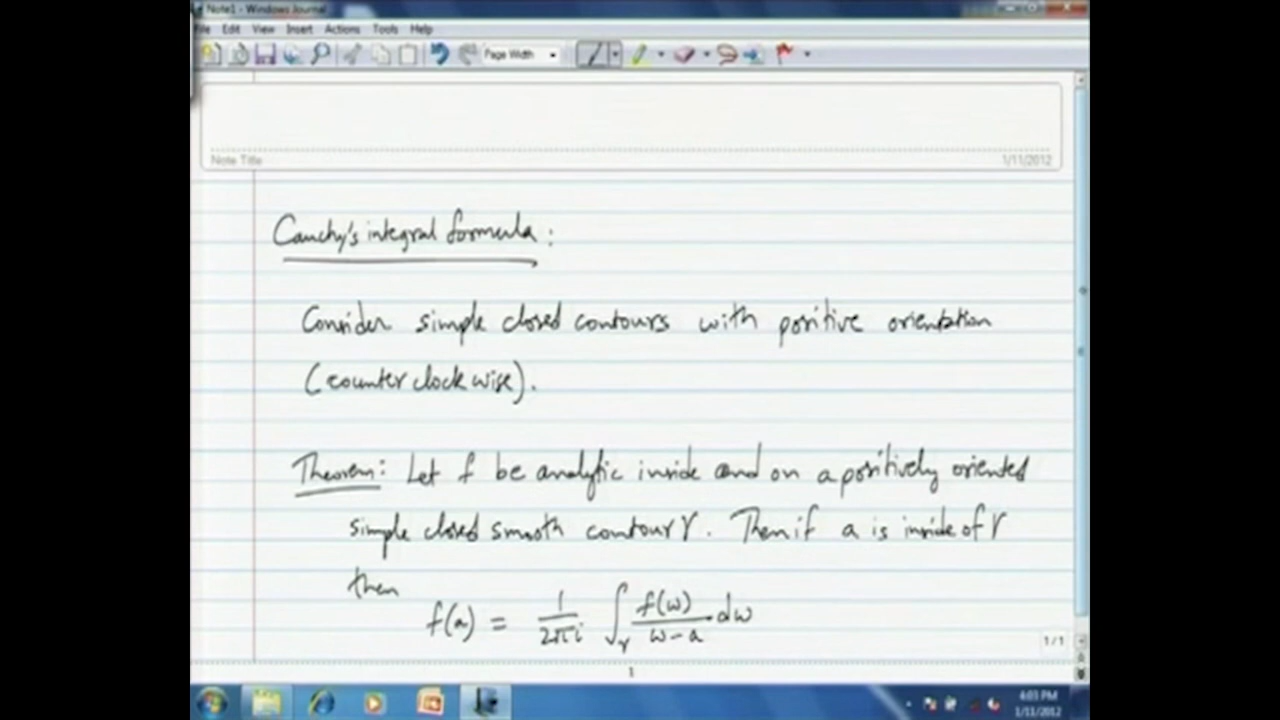 Note1 - Windows Journal
File Edit View Insert Actions Tools Help
Page Width
Note Title
1/11/2012
Cauchy's integral formula :
Consider simple closed contours with positive orientation
(counter clockwise).
Theorem: Let f be analytic inside and on a positively oriented
simple closed smooth contour γ. Then if a is inside of γ
then
f(a) = 1/2πi ∫_γ f(w)/w-a dw
1/1
1
4:03 PM
1/11/2012